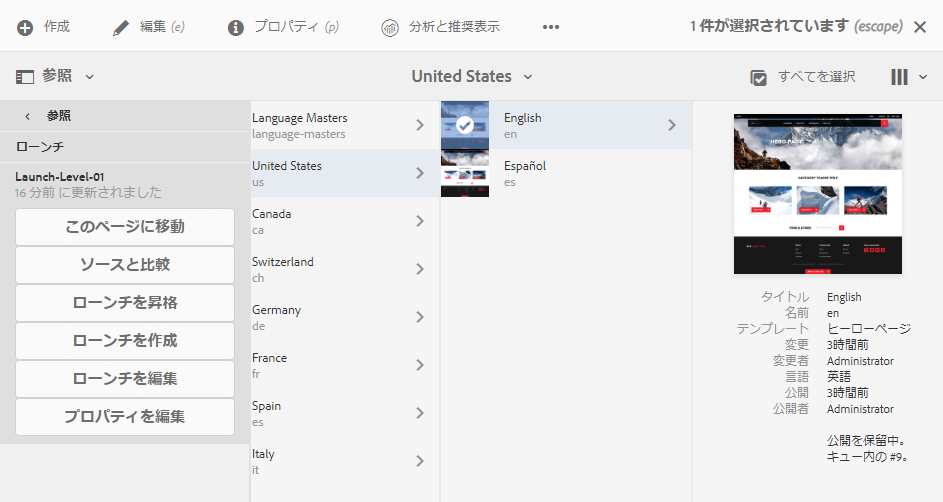 作成
編集 (e)
プロパティ (p)
分析と推奨表示
1 件が選択されています (escape)
参照
United States
すべてを選択
参照
ローンチ
Launch-Level-01
16 分前 に更新されました
このページに移動
ソースと比較
ローンチを昇格
ローンチを作成
ローンチを編集
プロパティを編集
Language Masters
language-masters
United States
us
Canada
ca
Switzerland
ch
Germany
de
France
fr
Spain
es
Italy
it
English
en
Español
es
HERO PAGE
CATEGORY TEASER TITLE
FIND A STORE
タイトル English
名前 en
テンプレート ヒーローページ
変更 3時間前
変更者 Administrator
言語 英語
公開 3時間前
公開者 Administrator
公開を保留中。
キュー内の #9。